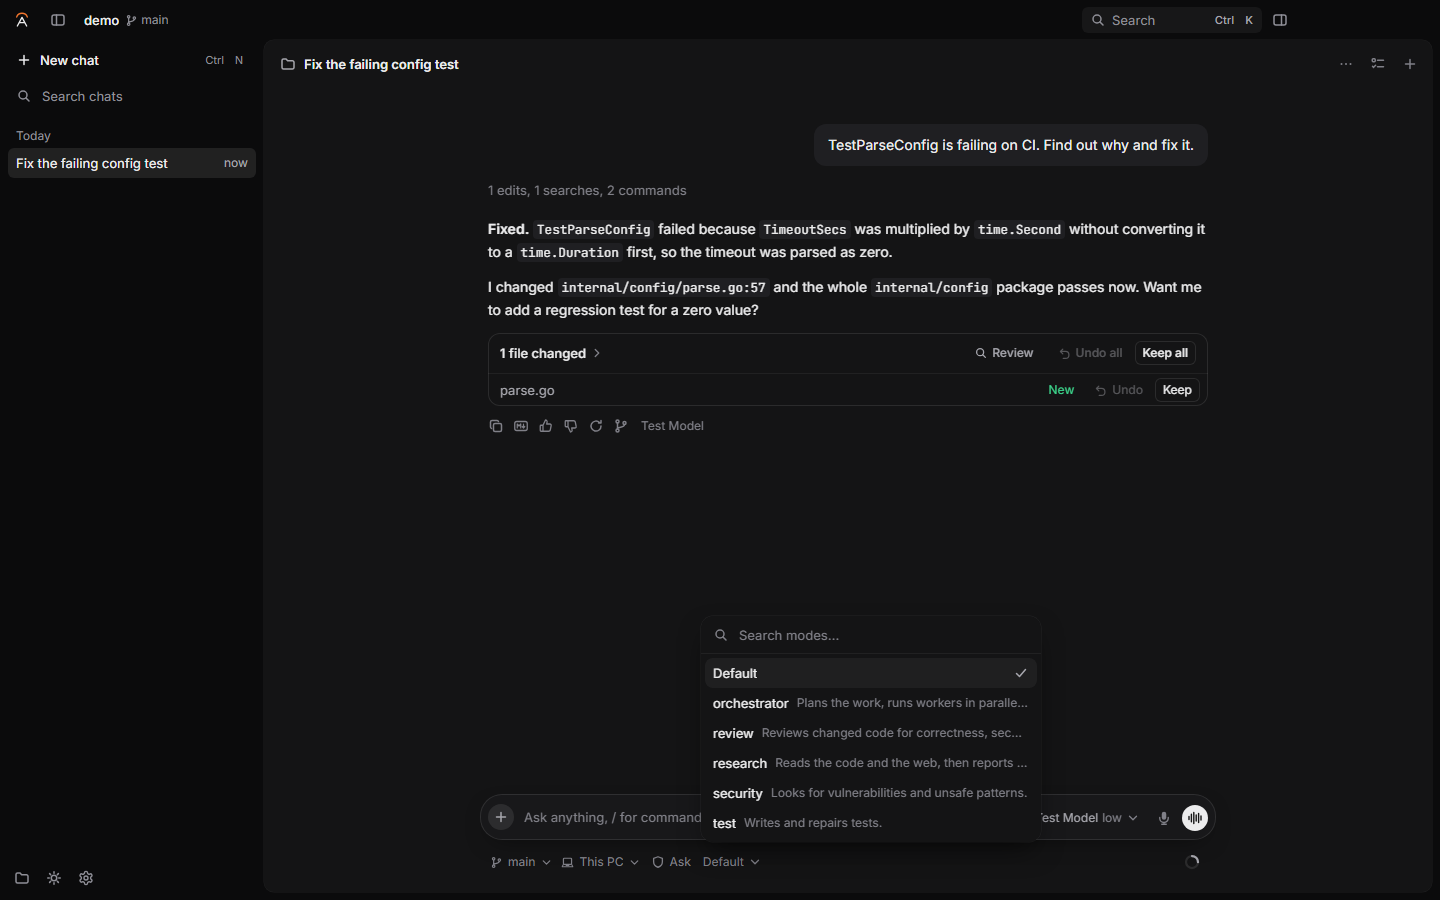 demo main
Search Ctrl K
New chat Ctrl N
Search chats
Today
Fix the failing config test now
Fix the failing config test
TestParseConfig is failing on CI. Find out why and fix it.
1 edits, 1 searches, 2 commands
Fixed. TestParseConfig failed because TimeoutSecs was multiplied by time.Second without converting it
to a time.Duration first, so the timeout was parsed as zero.
I changed internal/config/parse.go:57 and the whole internal/config package passes now. Want me
to add a regression test for a zero value?
1 file changed Review Undo all Keep all
parse.go New Undo Keep
Test Model
Search modes...
Default
orchestrator Plans the work, runs workers in paralle...
review Reviews changed code for correctness, sec...
research Reads the code and the web, then reports ...
security Looks for vulnerabilities and unsafe patterns.
test Writes and repairs tests.
Ask anything, / for command
Test Model low
main This PC Ask Default